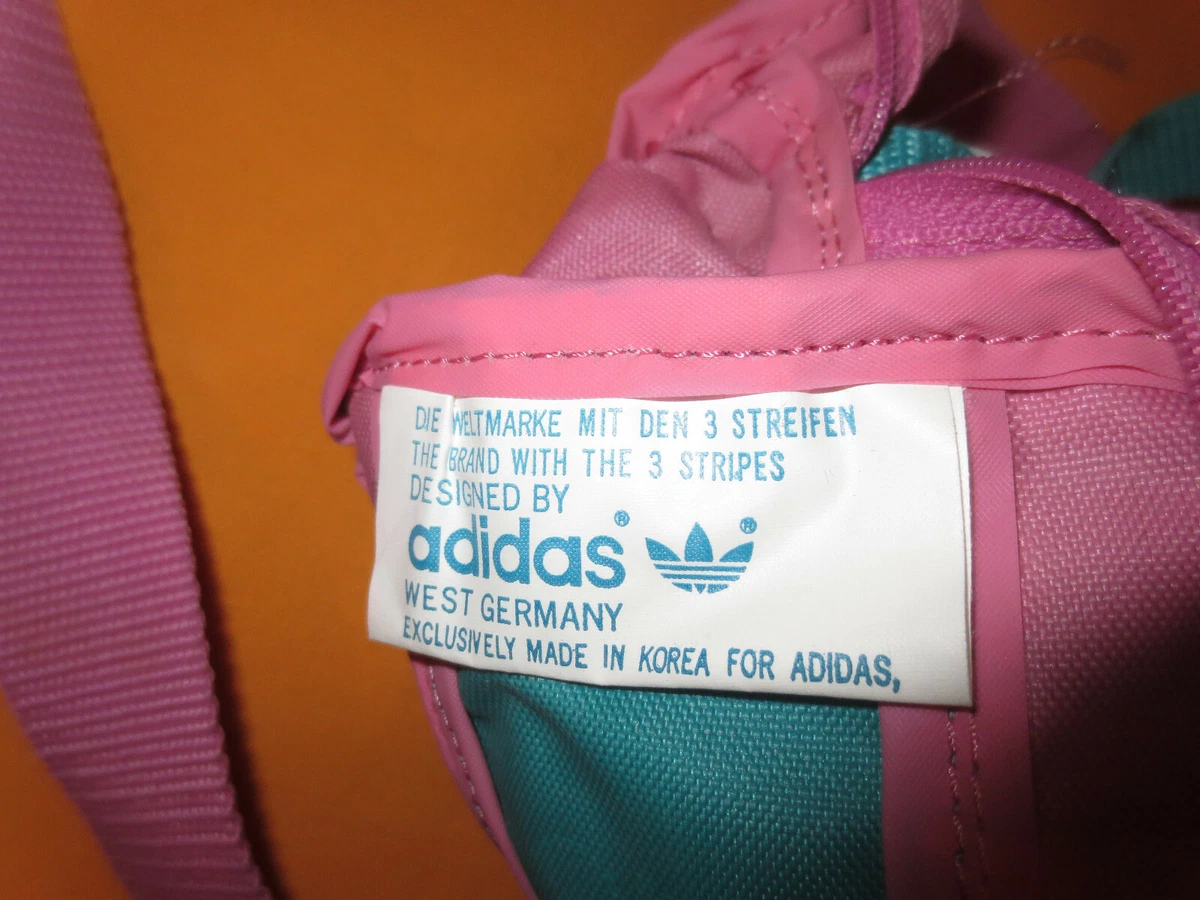 DIE WELTMARKE MIT DEN 3 STREIFEN
THE BRAND WITH THE 3 STRIPES
DESIGNED BY
adidas® ®
WEST GERMANY
EXCLUSIVELY MADE IN KOREA FOR ADIDAS,